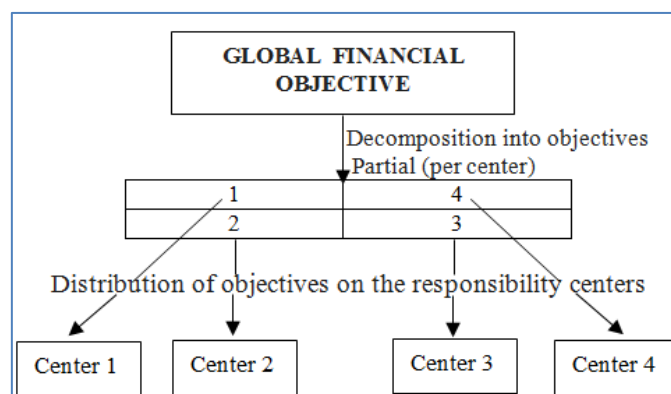 GLOBAL FINANCIAL
OBJECTIVE
Decomposition into objectives
Partial (per center)
1 4
2 3
Distribution of objectives on the responsibility centers
Center 1 Center 2 Center 3 Center 4